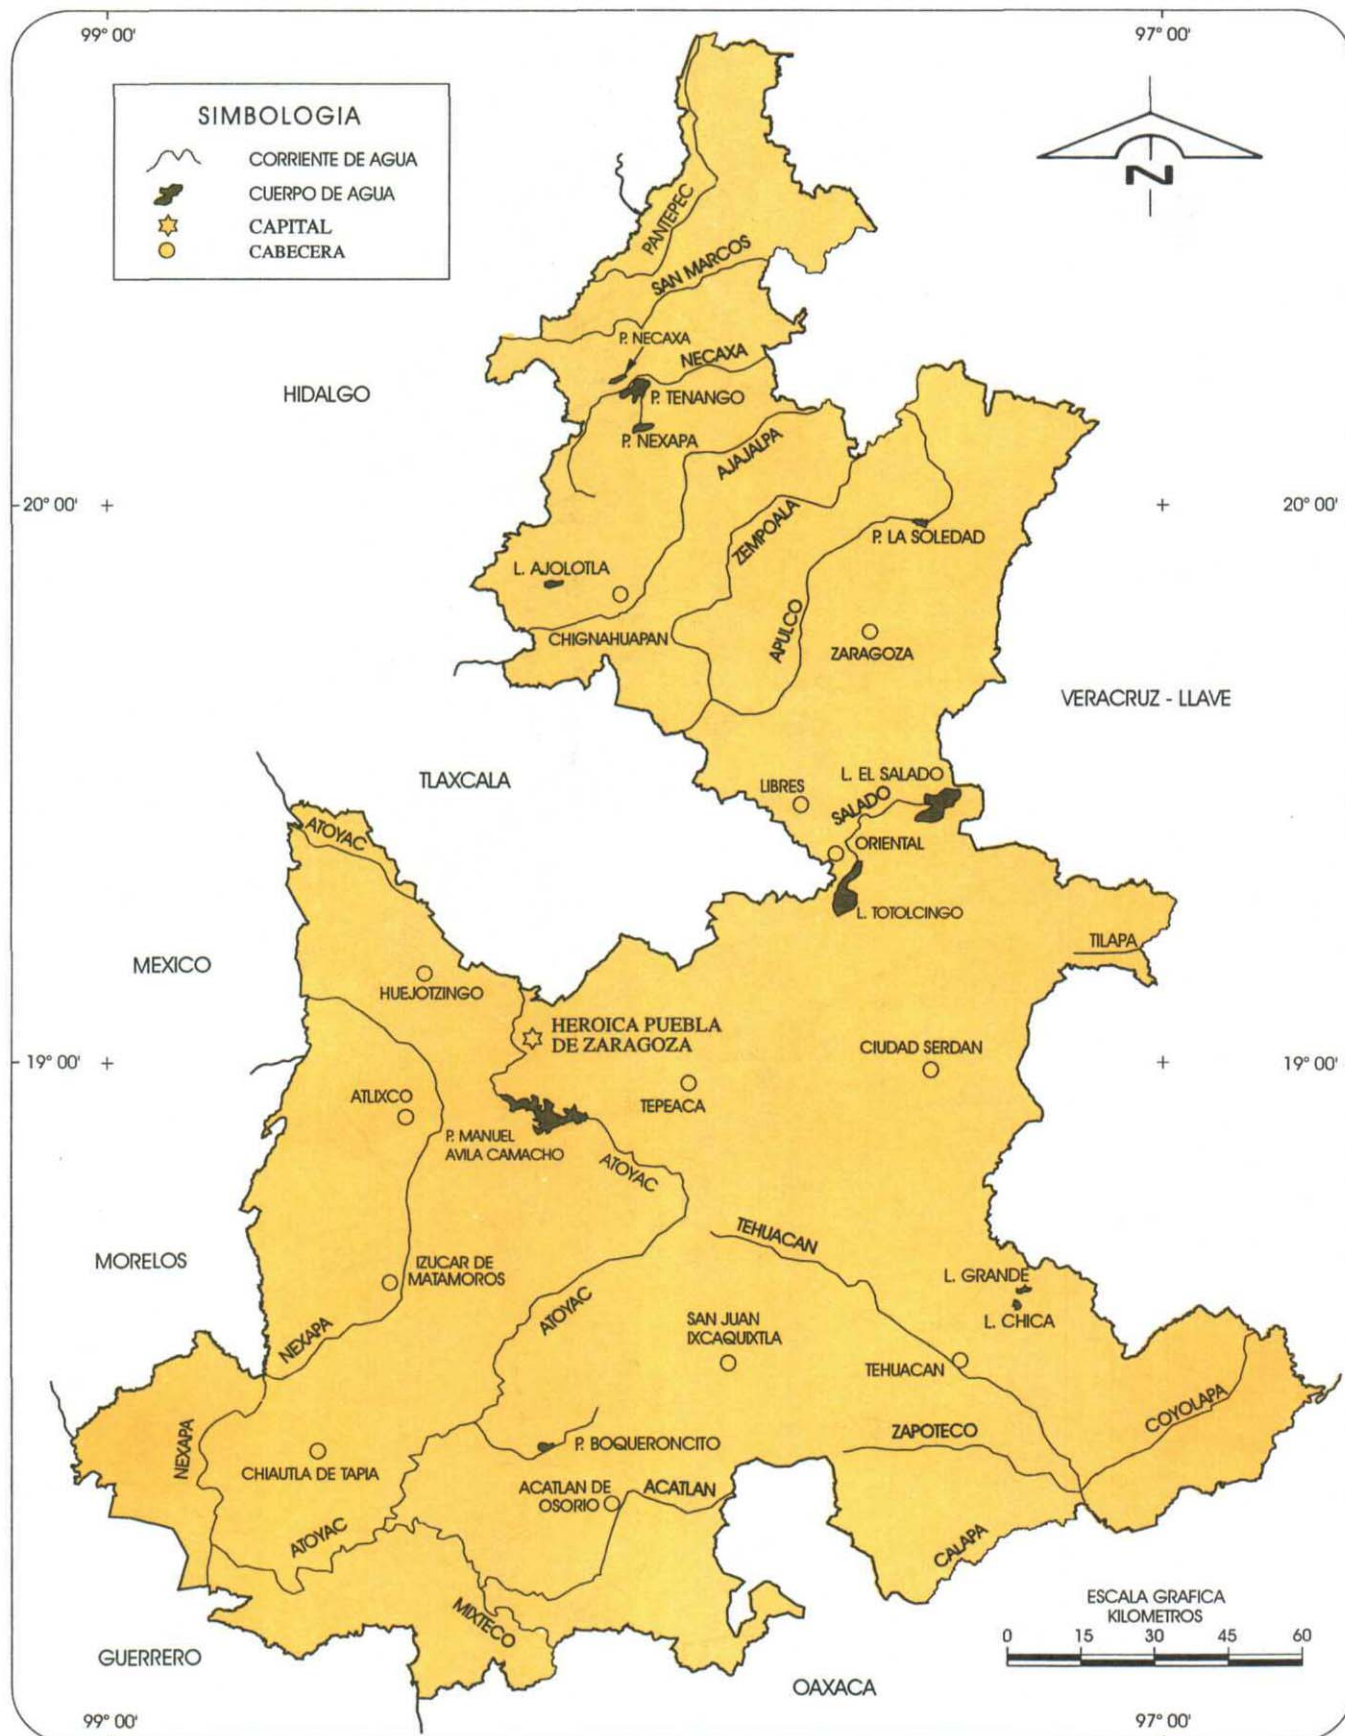 99° 00'
97° 00'
SIMBOLOGIA
CORRIENTE DE AGUA
CUERPO DE AGUA
CAPITAL
CABECERA
N
PANTEPEC
SAN MARCOS
P. NECAXA
NECAXA
HIDALGO
P. TENANGO
P. NEXAPA
AJAJALPA
20° 00'
20° 00'
ZEMPOALA
P. LA SOLEDAD
L. AJOLOTLA
APULCO
CHIGNAHUAPAN
ZARAGOZA
VERACRUZ - LLAVE
TLAXCALA
L. EL SALADO
LIBRES
SALADO
ATOYAC
ORIENTAL
L. TOTOLCINGO
TILAPA
MEXICO
HUEJOTZINGO
HEROICA PUEBLA
DE ZARAGOZA
CIUDAD SERDAN
19° 00'
19° 00'
ATLIXCO
TEPEACA
P. MANUEL
AVILA CAMACHO
ATOYAC
TEHUACAN
MORELOS
IZUCAR DE
MATAMOROS
L. GRANDE
L. CHICA
ATOYAC
SAN JUAN
IXCAQUIXTLA
NEXAPA
TEHUACAN
COYOLAPA
NEXAPA
ZAPOTECO
P. BOQUERONCITO
CHIAUTLA DE TAPIA
ACATLAN DE
OSORIO
ACATLAN
ATOYAC
CALAPA
MIXTECO
ESCALA GRAFICA
KILOMETROS
0 15 30 45 60
GUERRERO
OAXACA
99° 00'
97° 00'